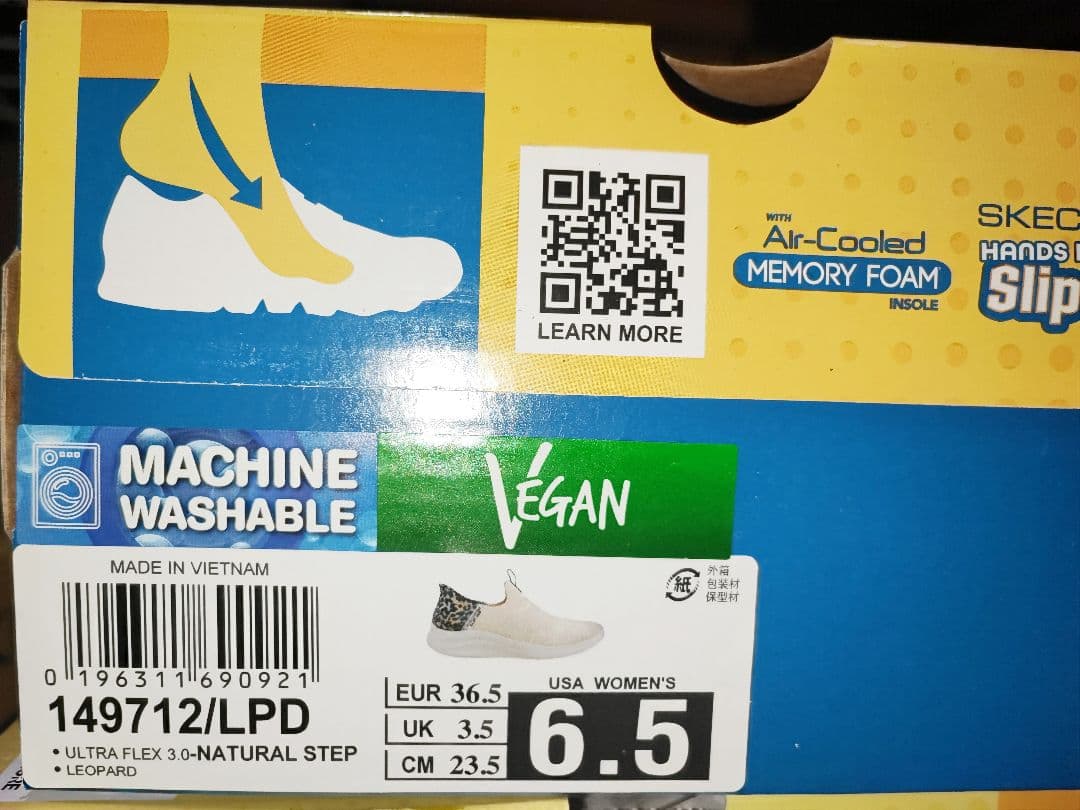 LEARN MORE
WITH
Air-Cooled
MEMORY FOAM
INSOLE
SKEC
HANDS
Slip
MACHINE
WASHABLE
VEGAN
MADE IN VIETNAM
0 196311 690921
149712/LPD
• ULTRA FLEX 3.0-NATURAL STEP
• LEOPARD
紙
外箱
包装材
保型材
EUR 36.5
UK 3.5
CM 23.5
USA WOMEN'S
6.5